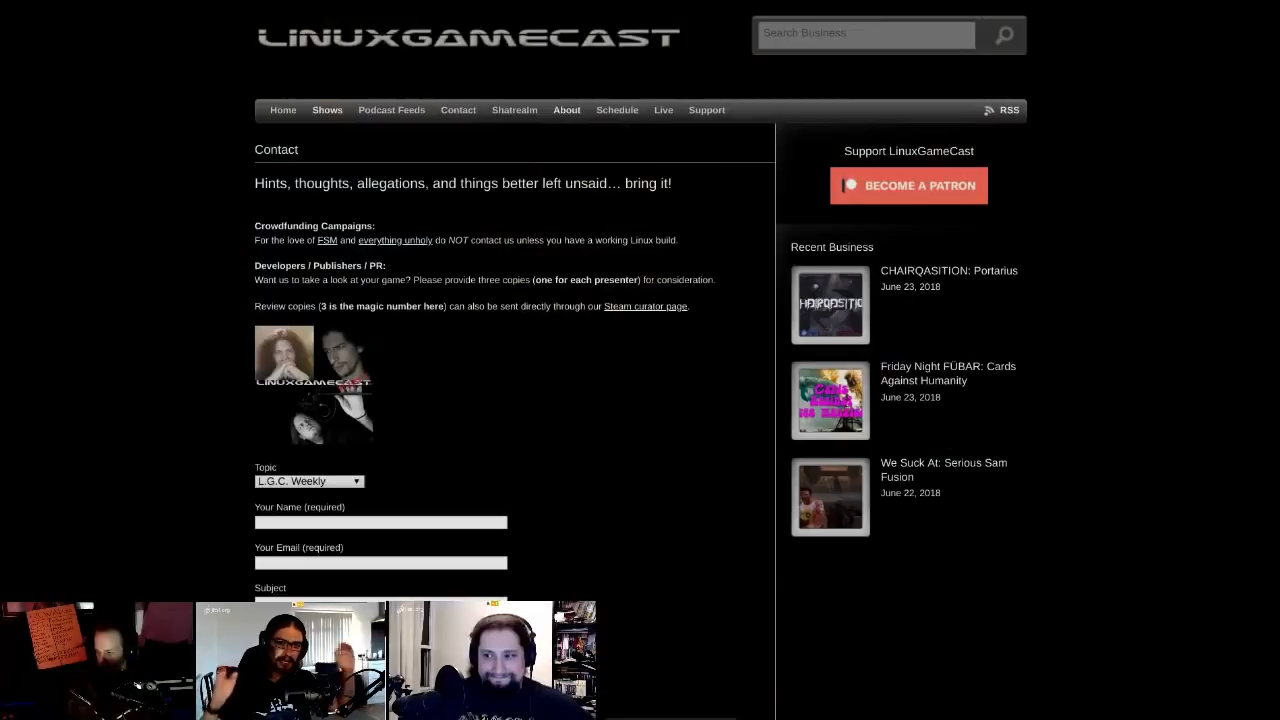 LINUXGAMECAST
Search Business
Home Shows Podcast Feeds Contact Shatrealm About Schedule Live Support RSS
Contact
Hints, thoughts, allegations, and things better left unsaid… bring it!
Crowdfunding Campaigns:
For the love of FSM and everything unholy do NOT contact us unless you have a working Linux build.
Developers / Publishers / PR:
Want us to take a look at your game? Please provide three copies (one for each presenter) for consideration.
Review copies (3 is the magic number here) can also be sent directly through our Steam curator page.
LINUXGAMECAST
Topic
L.G.C. Weekly
Your Name (required)
Your Email (required)
Subject
Support LinuxGameCast
BECOME A PATRON
Recent Business
CHAIRQASITION: Portarius
June 23, 2018
Friday Night FÜBAR: Cards
Against Humanity
June 23, 2018
We Suck At: Serious Sam
Fusion
June 22, 2018